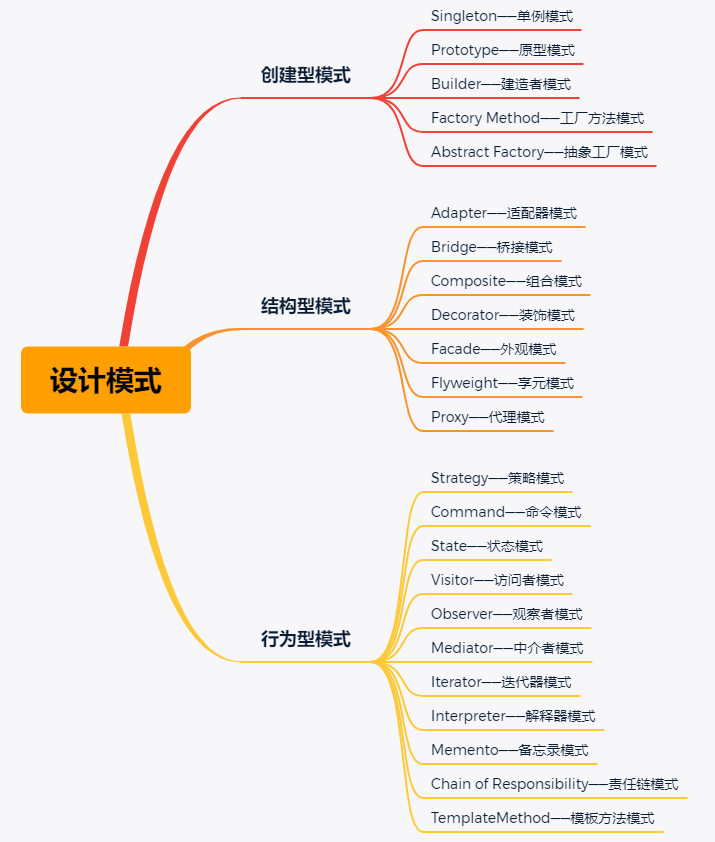 设计模式
创建型模式
Singleton——单例模式
Prototype——原型模式
Builder——建造者模式
Factory Method——工厂方法模式
Abstract Factory——抽象工厂模式
结构型模式
Adapter——适配器模式
Bridge——桥接模式
Composite——组合模式
Decorator——装饰模式
Facade——外观模式
Flyweight——享元模式
Proxy——代理模式
行为型模式
Strategy——策略模式
Command——命令模式
State——状态模式
Visitor——访问者模式
Observer——观察者模式
Mediator——中介者模式
Iterator——迭代器模式
Interpreter——解释器模式
Memento——备忘录模式
Chain of Responsibility——责任链模式
TemplateMethod——模板方法模式